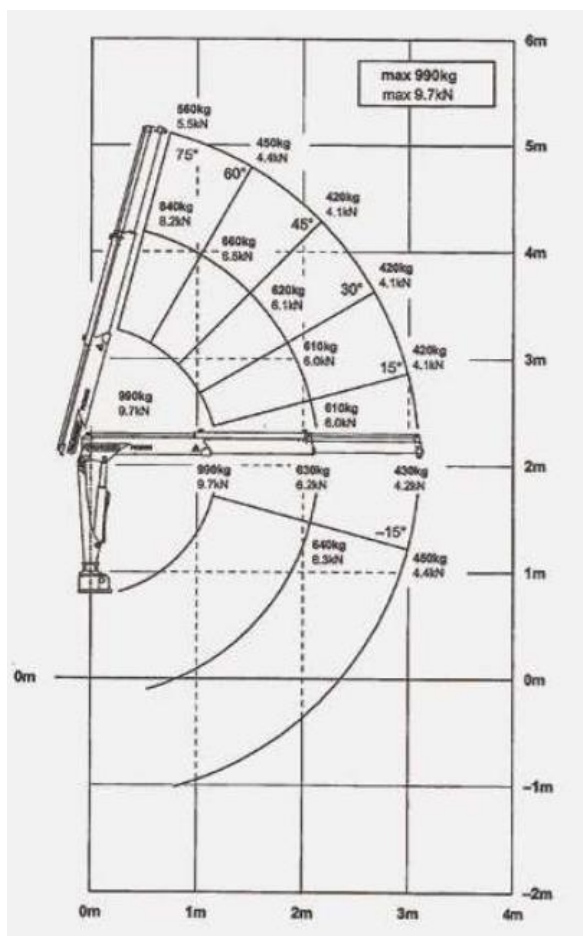 6m
max 990kg
max 9.7kN
560kg
5.5kN
5m
75°
450kg
4.4kN
60°
420kg
4.1kN
45°
840kg
8.2kN
4m
660kg
6.5kN
420kg
4.1kN
30°
620kg
6.1kN
610kg
6.0kN
420kg
4.1kN
15°
3m
990kg
9.7kN
610kg
6.0kN
990kg
9.7kN
630kg
6.2kN
430kg
4.2kN
2m
-15°
640kg
6.3kN
450kg
4.4kN
1m
0m
0m
-1m
-2m
0m
1m
2m
3m
4m